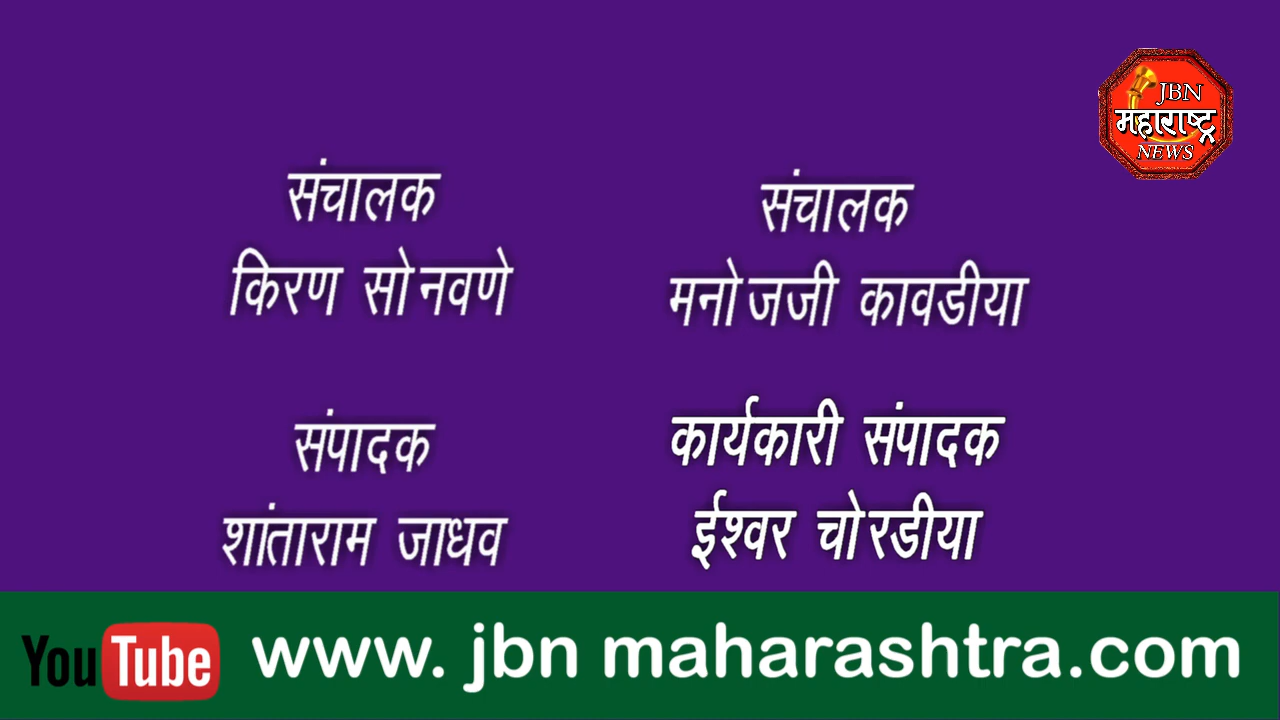 JBN
महाराष्ट्र
NEWS
संचालक
किरण सोनवणे
संचालक
मनोजजी कावडीया
संपादक
शांताराम जाधव
कार्यकारी संपादक
ईश्वर चोरडीया
YouTube www. jbn maharashtra.com